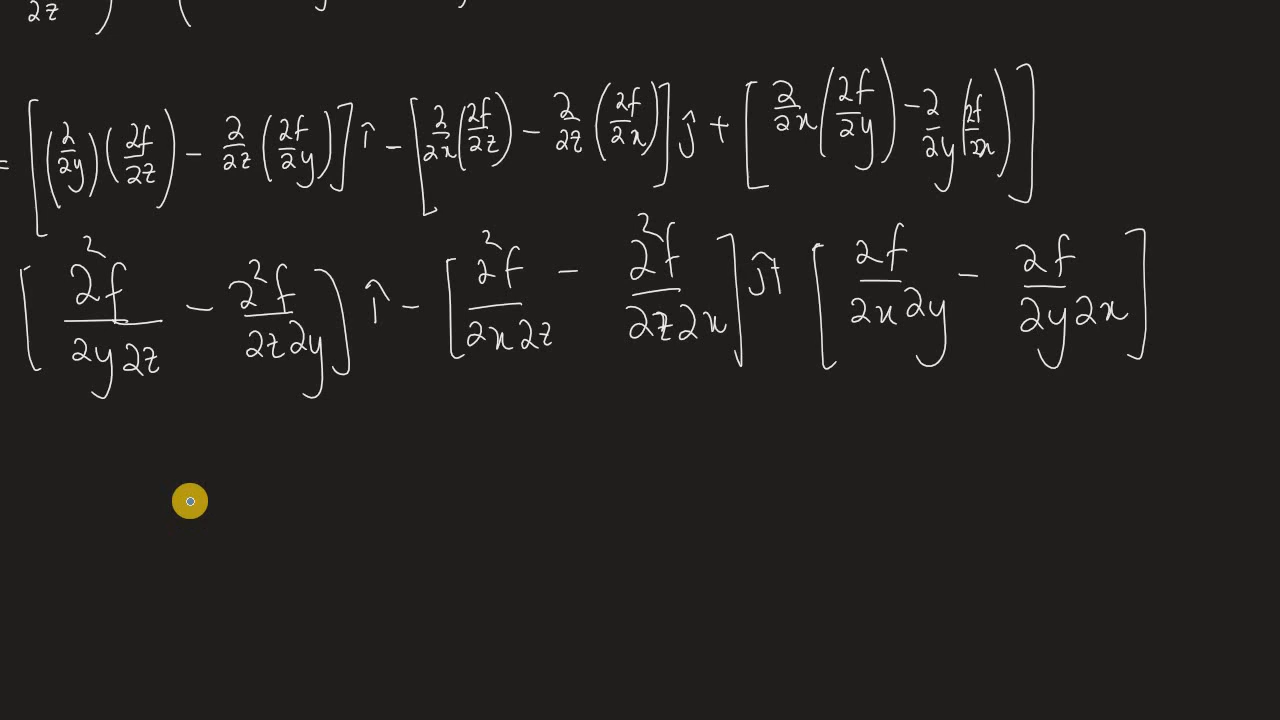 ∂z ) (
= [(∂/∂y)(∂f/∂z) - ∂/∂z(∂f/∂y)] î - [∂/∂x(∂f/∂z) - ∂/∂z(∂f/∂x)] ĵ + [∂/∂x(∂f/∂y) - ∂/∂y(∂f/∂x)]
[∂²f/∂y∂z - ∂²f/∂z∂y] î - [∂²f/∂x∂z - ∂²f/∂z∂x] ĵ + [∂f/∂x∂y - ∂f/∂y∂x]